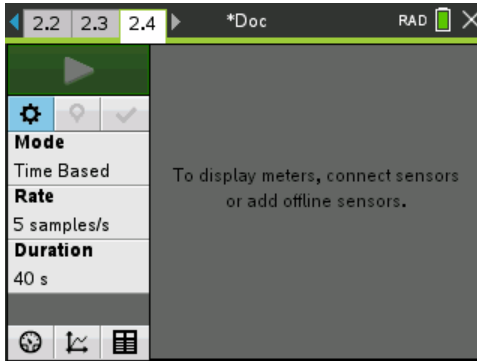 2.2 2.3 2.4 *Doc RAD
Mode
Time Based
Rate
5 samples/s
Duration
40 s
To display meters, connect sensors
or add offline sensors.